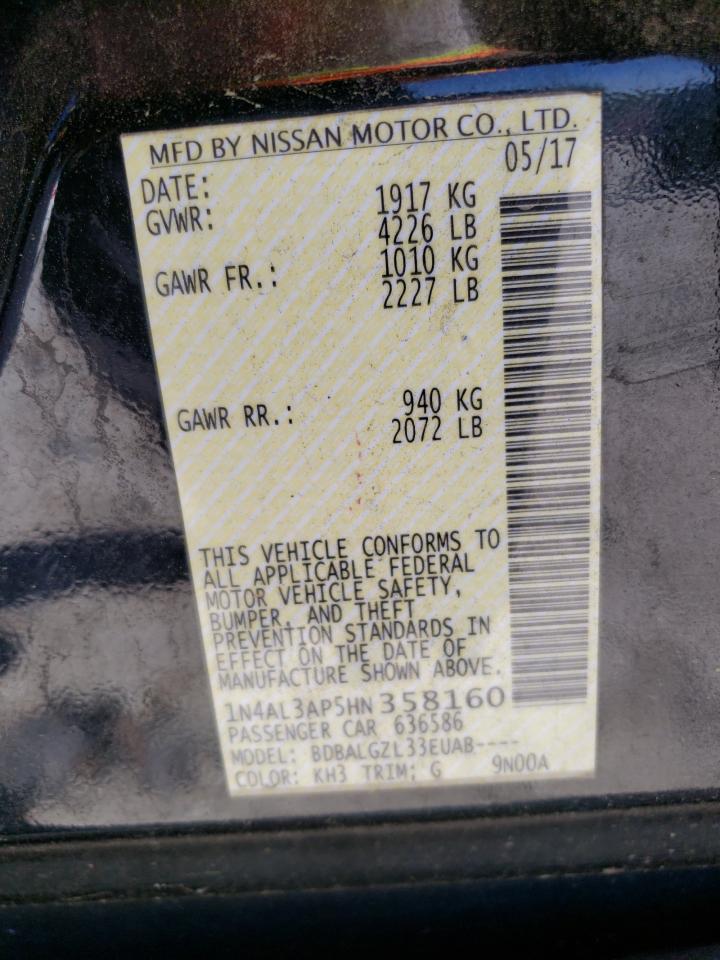 MFD BY NISSAN MOTOR CO., LTD.
DATE: 05/17
GVWR: 1917 KG
4226 LB
GAWR FR.: 1010 KG
2227 LB
GAWR RR.: 940 KG
2072 LB
THIS VEHICLE CONFORMS TO
ALL APPLICABLE FEDERAL
MOTOR VEHICLE SAFETY,
BUMPER, AND THEFT
PREVENTION STANDARDS IN
EFFECT ON THE DATE OF
MANUFACTURE SHOWN ABOVE.
1N4AL3AP5HN 358160
PASSENGER CAR 636586
MODEL: BDBALGZL33EUAB----
COLOR: KH3 TRIM: G 9N00A